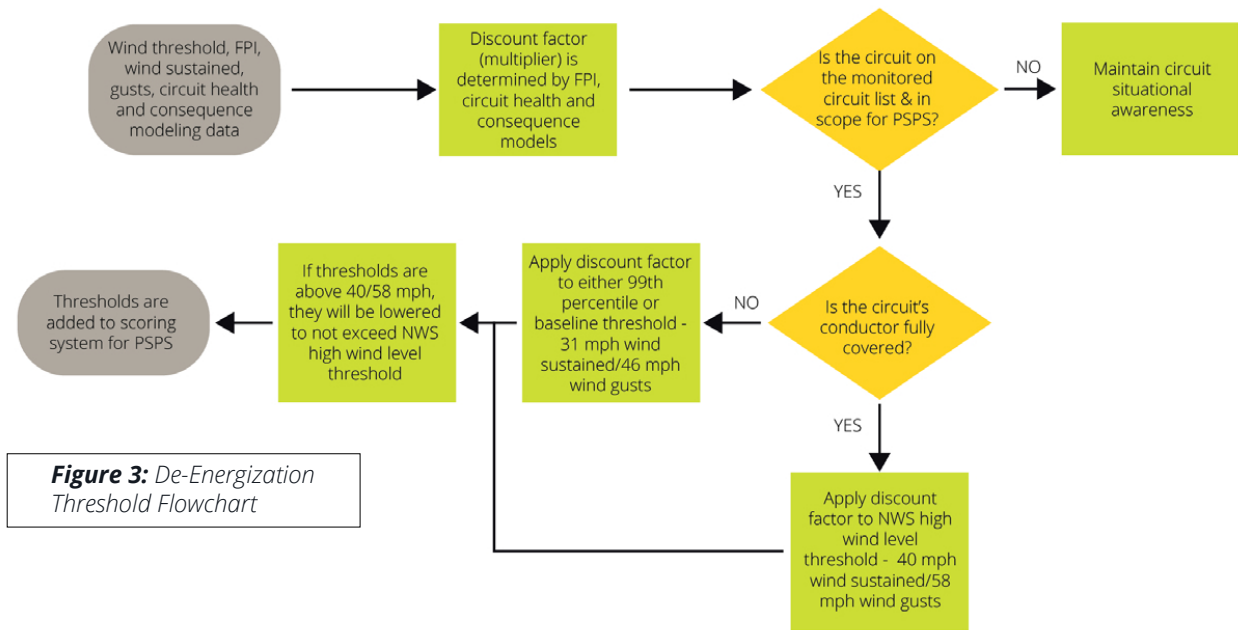 Wind threshold, FPI,
wind sustained,
gusts, circuit health
and consequence
modeling data
Discount factor
(multiplier) is
determined by FPI,
circuit health and
consequence
models
Is the circuit on
the monitored
circuit list & in
scope for PSPS?
NO
Maintain circuit
situational
awareness
YES
Is the circuit's
conductor fully
covered?
NO
Apply discount factor
to either 99th
percentile or
baseline threshold -
31 mph wind
sustained/46 mph
wind gusts
If thresholds are
above 40/58 mph,
they will be lowered
to not exceed NWS
high wind level
threshold
Thresholds are
added to scoring
system for PSPS
YES
Apply discount
factor to NWS high
wind level
threshold - 40 mph
wind sustained/58
mph wind gusts
Figure 3: De-Energization
Threshold Flowchart